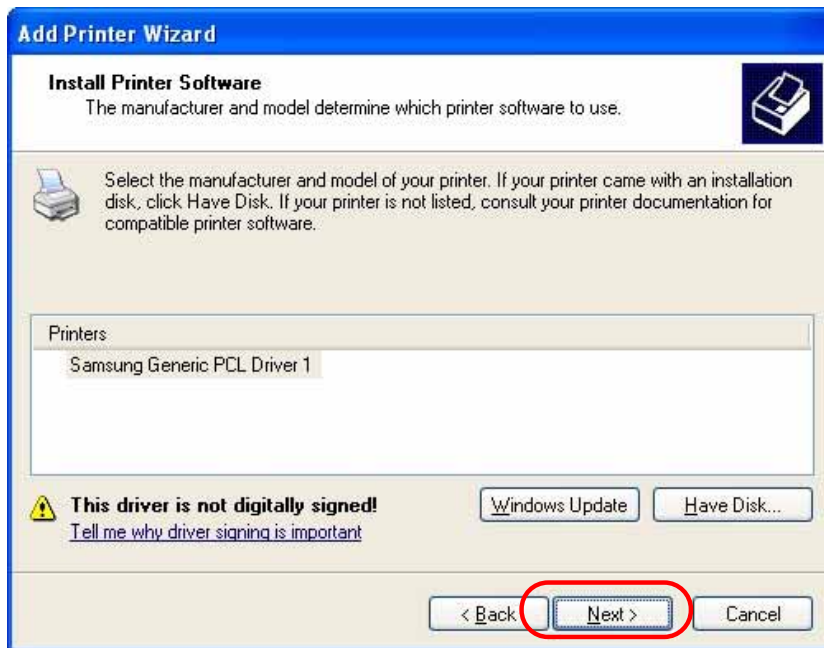 Add Printer Wizard
Install Printer Software
The manufacturer and model determine which printer software to use.
Select the manufacturer and model of your printer. If your printer came with an installation
disk, click Have Disk. If your printer is not listed, consult your printer documentation for
compatible printer software.
Printers
Samsung Generic PCL Driver 1
This driver is not digitally signed!
Tell me why driver signing is important
Windows Update
Have Disk...
< Back
Next >
Cancel